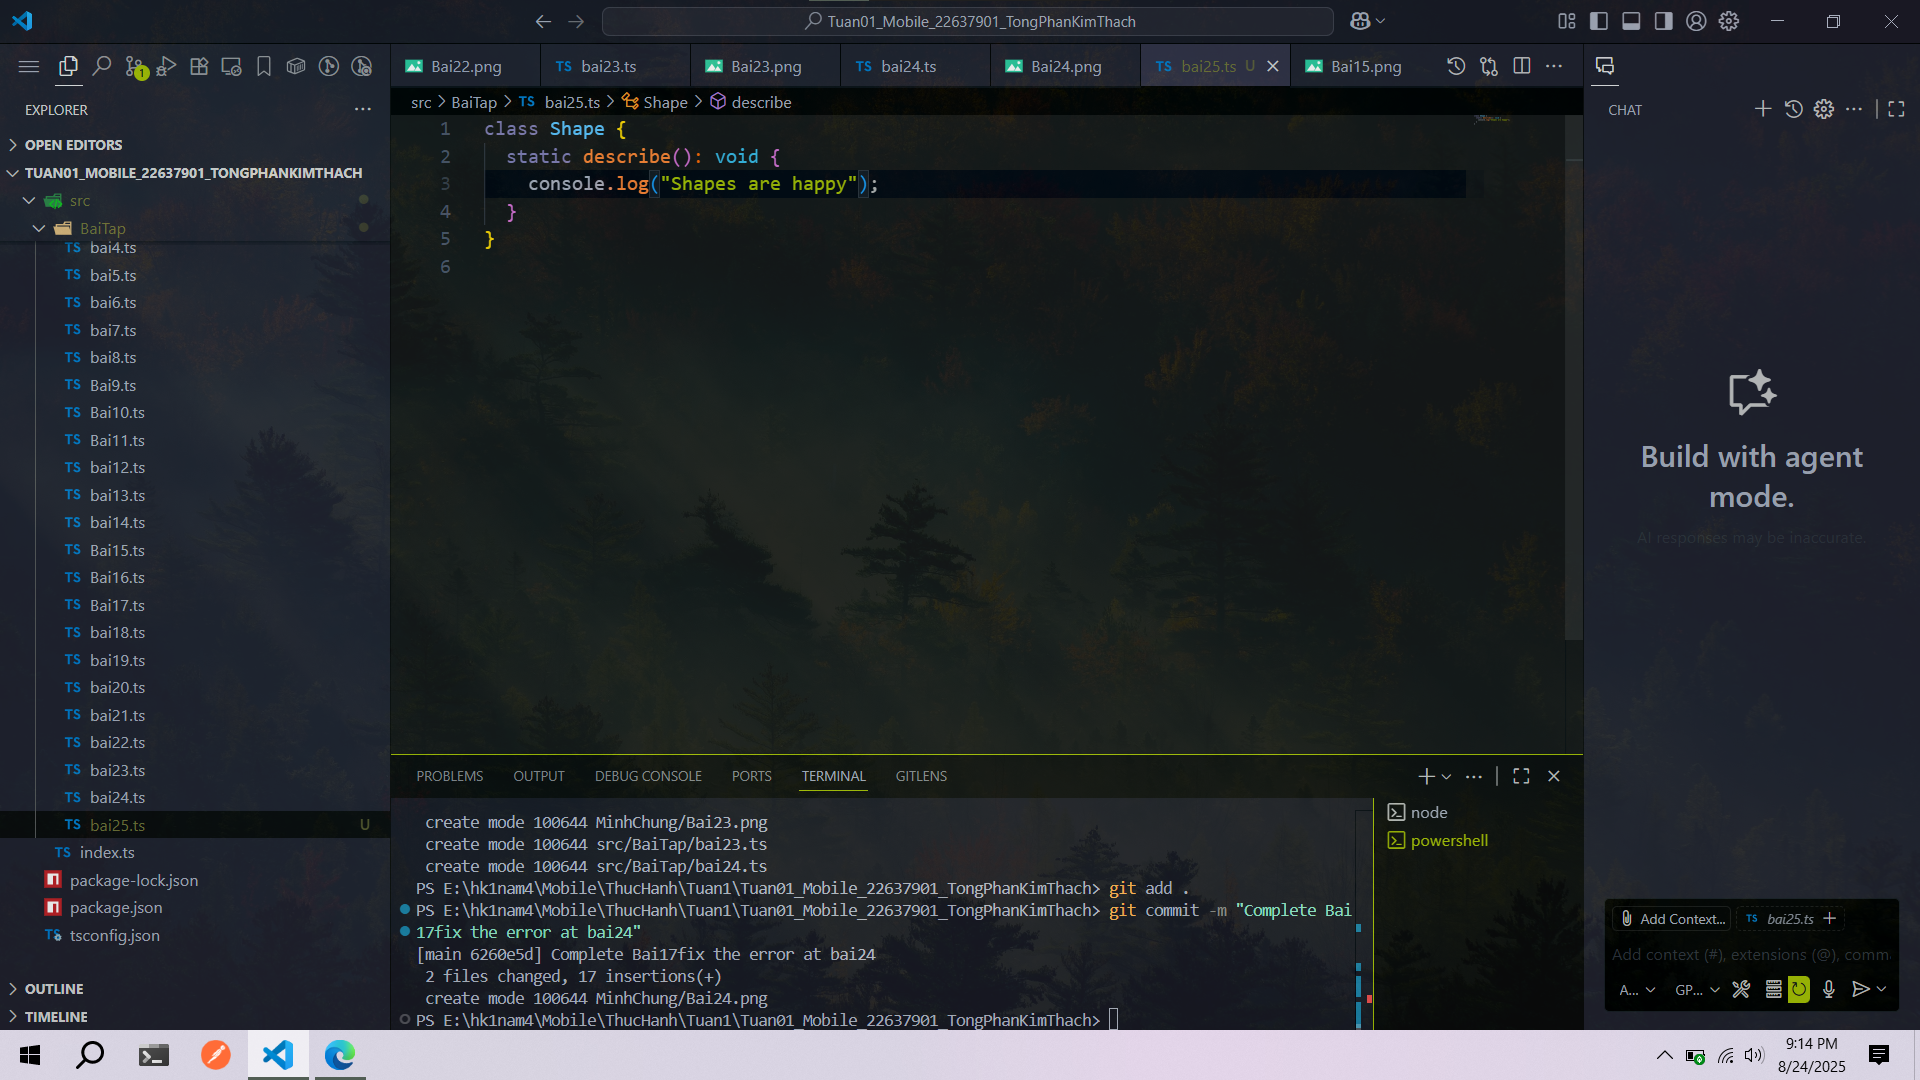 Tuan01_Mobile_22637901_TongPhanKimThach
EXPLORER
OPEN EDITORS
TUAN01_MOBILE_22637901_TONGPHANKIMTHACH
src
BaiTap
TS bai4.ts
TS bai5.ts
TS bai6.ts
TS bai7.ts
TS bai8.ts
TS Bai9.ts
TS Bai10.ts
TS Bai11.ts
TS bai12.ts
TS bai13.ts
TS bai14.ts
TS Bai15.ts
TS Bai16.ts
TS Bai17.ts
TS bai18.ts
TS bai19.ts
TS bai20.ts
TS bai21.ts
TS bai22.ts
TS bai23.ts
TS bai24.ts
TS bai25.ts U
TS index.ts
package-lock.json
package.json
TS tsconfig.json
OUTLINE
TIMELINE
1
Bai22.png TS bai23.ts Bai23.png TS bai24.ts Bai24.png TS bai25.ts U Bai15.png
src > BaiTap > TS bai25.ts > Shape > describe
1 class Shape {
2 static describe(): void {
3 console.log("Shapes are happy");
4 }
5 }
6
PROBLEMS OUTPUT DEBUG CONSOLE PORTS TERMINAL GITLENS
create mode 100644 MinhChung/Bai23.png
create mode 100644 src/BaiTap/bai23.ts
create mode 100644 src/BaiTap/bai24.ts
PS E:\hk1nam4\Mobile\ThucHanh\Tuan1\Tuan01_Mobile_22637901_TongPhanKimThach> git add .
PS E:\hk1nam4\Mobile\ThucHanh\Tuan1\Tuan01_Mobile_22637901_TongPhanKimThach> git commit -m "Complete Bai
17fix the error at bai24"
[main 6260e5d] Complete Bai17fix the error at bai24
2 files changed, 17 insertions(+)
create mode 100644 MinhChung/Bai24.png
PS E:\hk1nam4\Mobile\ThucHanh\Tuan1\Tuan01_Mobile_22637901_TongPhanKimThach>
node
powershell
CHAT
Build with agent
mode.
AI responses may be inaccurate.
Add Context... TS bai25.ts +
Add context (#), extensions (@), comm
A... GP...
9:14 PM
8/24/2025